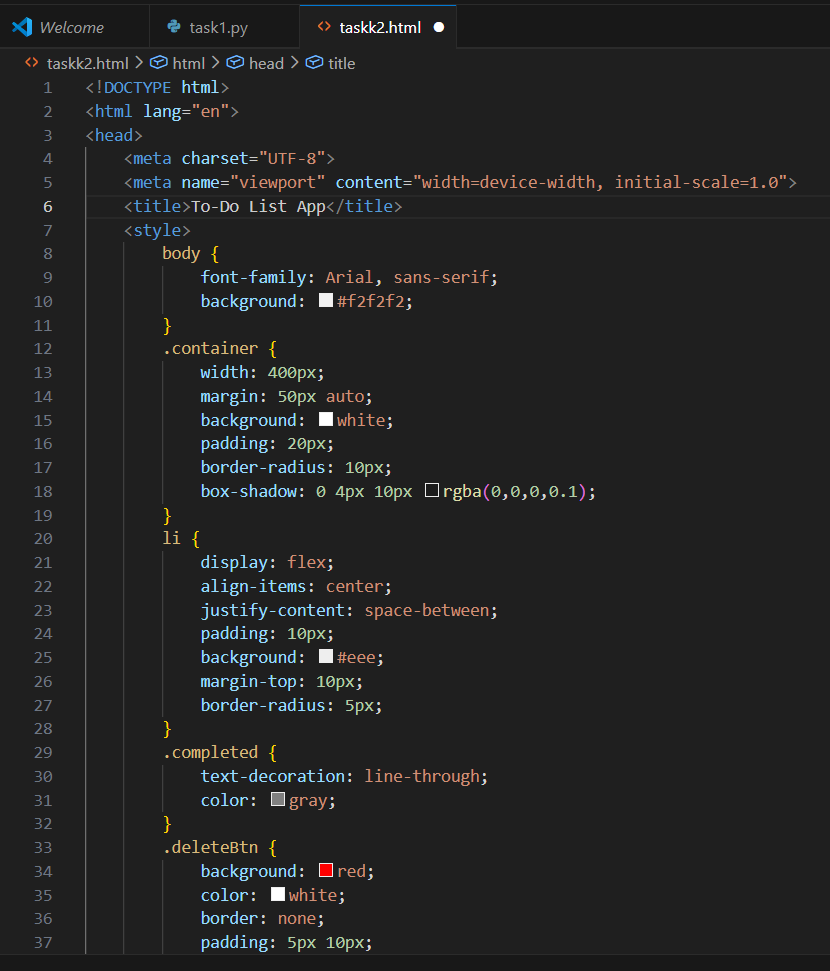 Welcome task1.py taskk2.html
taskk2.html > html > head > title
1 <!DOCTYPE html>
2 <html lang="en">
3 <head>
4 <meta charset="UTF-8">
5 <meta name="viewport" content="width=device-width, initial-scale=1.0">
6 <title>To-Do List App</title>
7 <style>
8 body {
9 font-family: Arial, sans-serif;
10 background: #f2f2f2;
11 }
12 .container {
13 width: 400px;
14 margin: 50px auto;
15 background: white;
16 padding: 20px;
17 border-radius: 10px;
18 box-shadow: 0 4px 10px rgba(0,0,0,0.1);
19 }
20 li {
21 display: flex;
22 align-items: center;
23 justify-content: space-between;
24 padding: 10px;
25 background: #eee;
26 margin-top: 10px;
27 border-radius: 5px;
28 }
29 .completed {
30 text-decoration: line-through;
31 color: gray;
32 }
33 .deleteBtn {
34 background: red;
35 color: white;
36 border: none;
37 padding: 5px 10px;